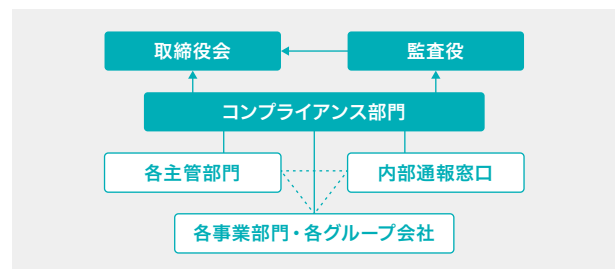 取締役会
監査役
コンプライアンス部門
各主管部門
内部通報窓口
各事業部門・各グループ会社